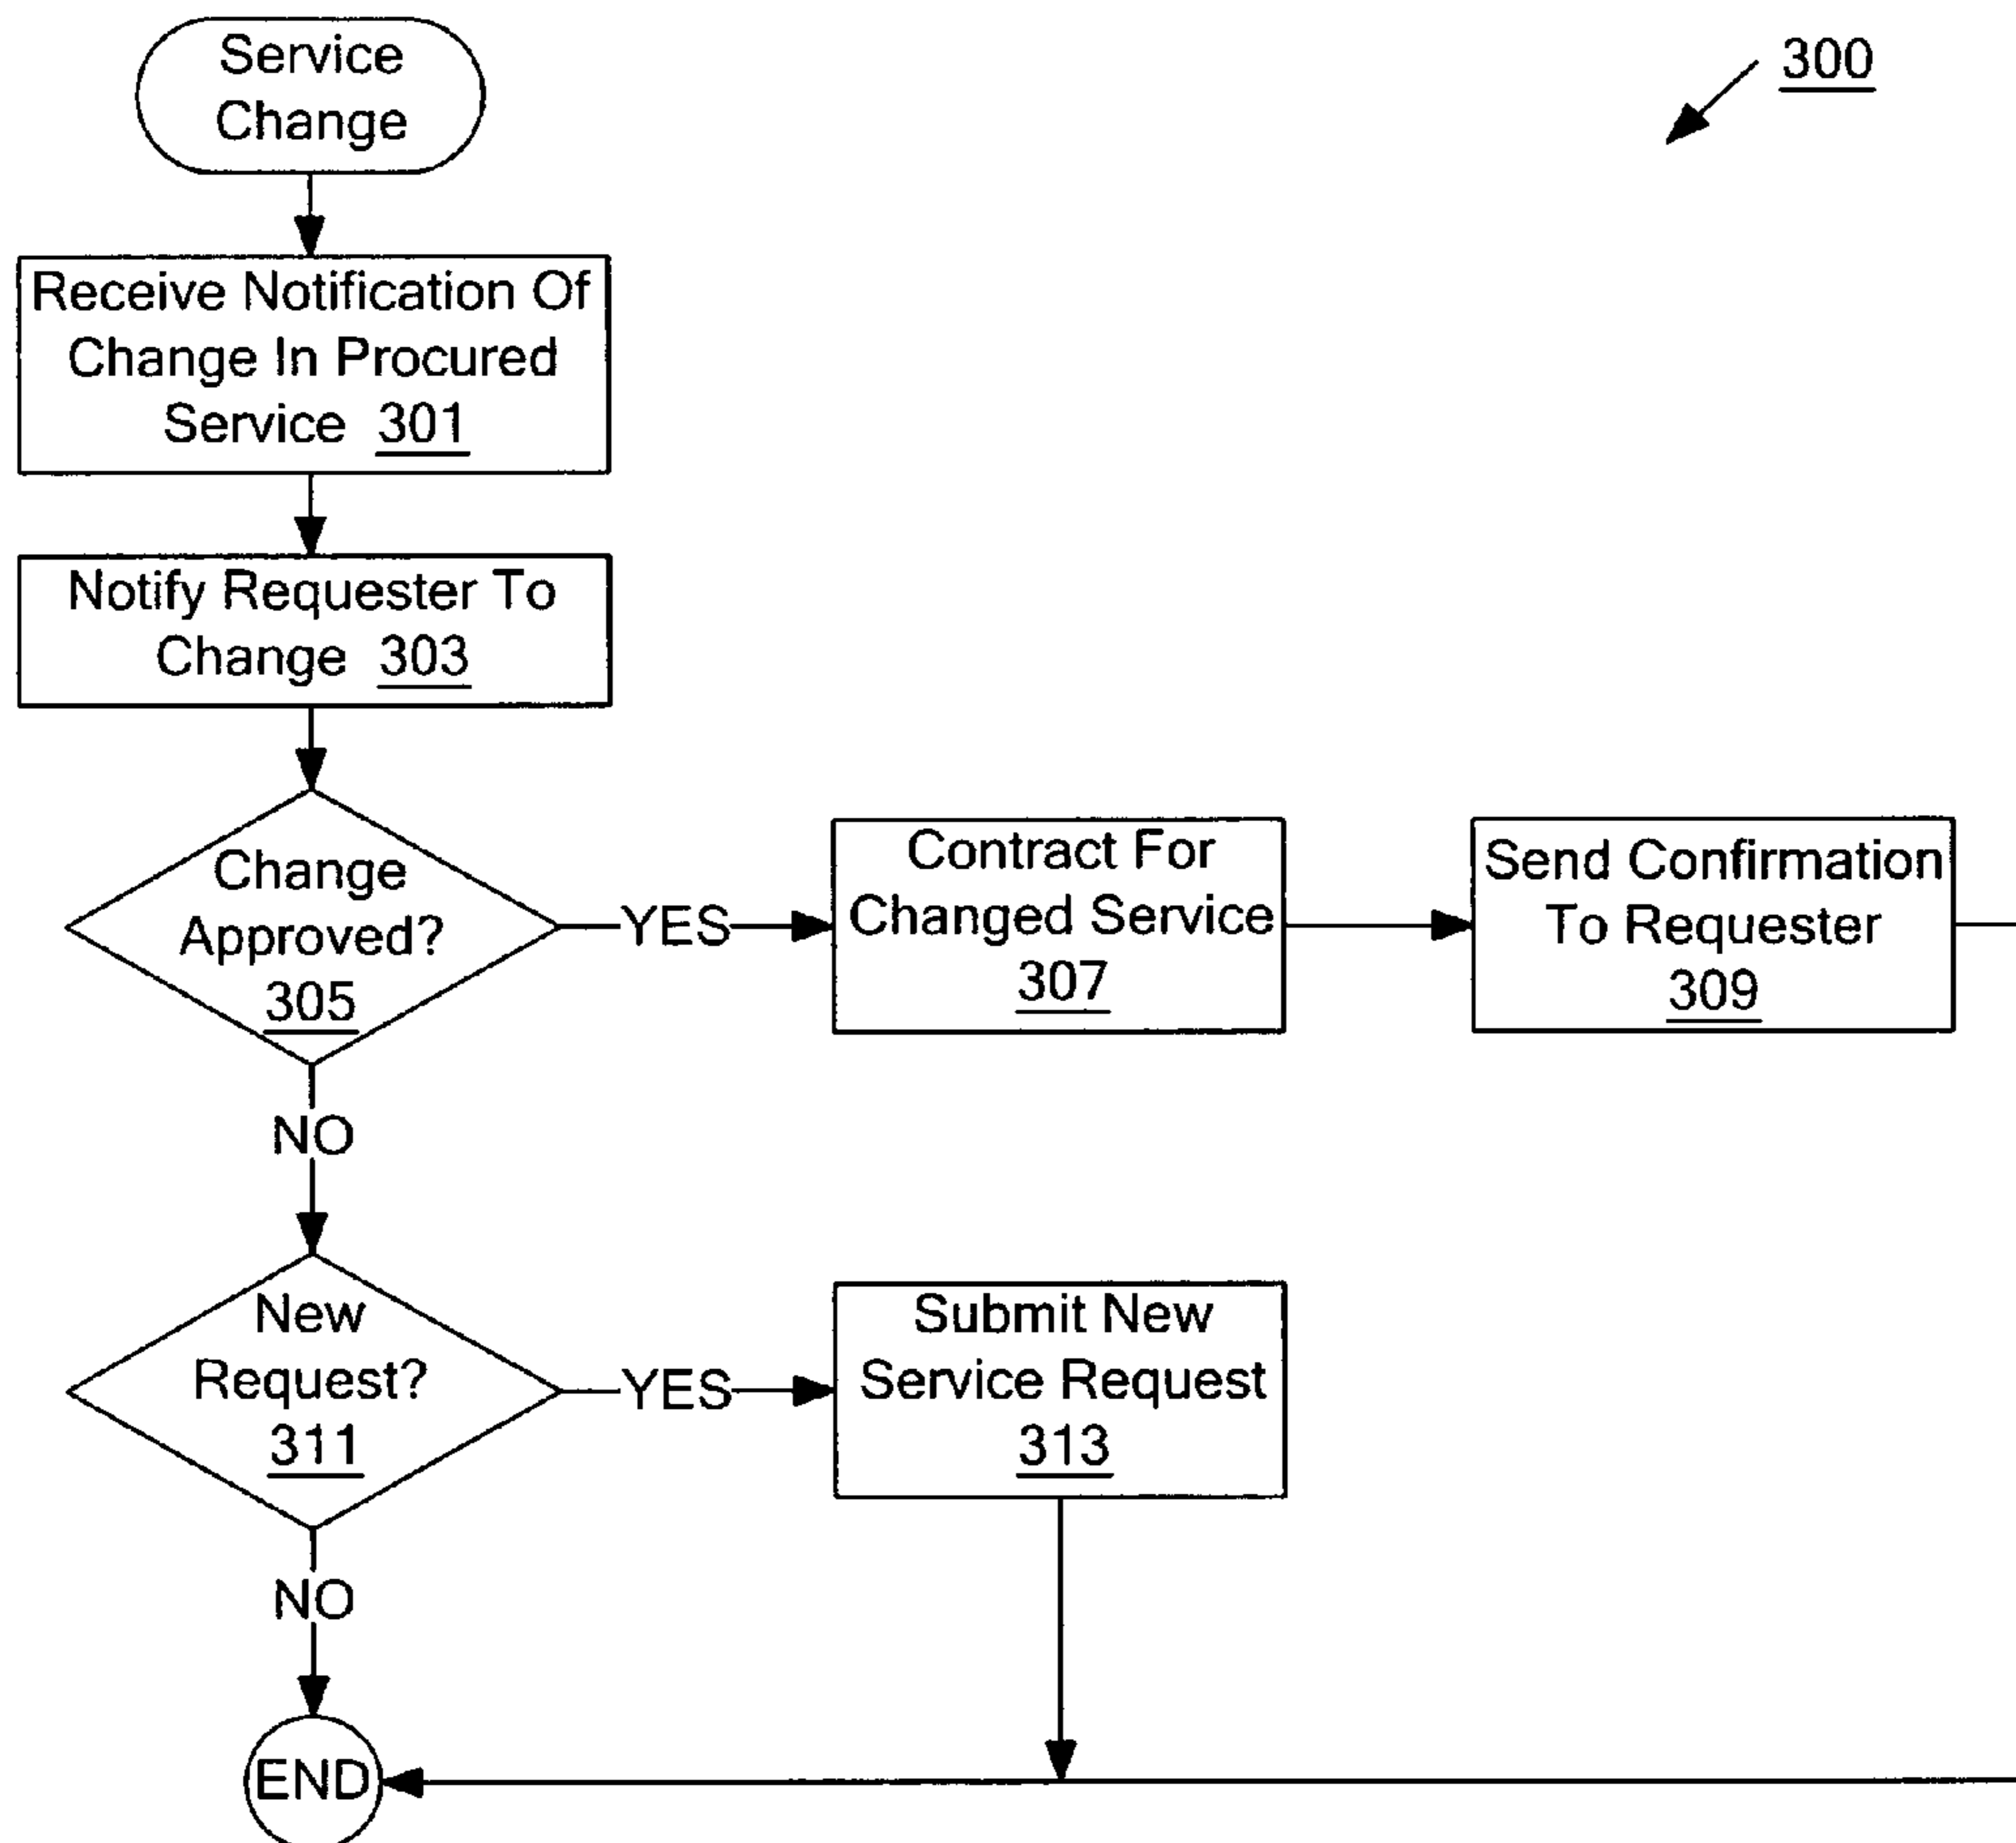 Service
Change
300
Receive Notification Of
Change In Procured
Service 301
Notify Requester To
Change 303
Change
Approved?
305
YES
Contract For
Changed Service
307
Send Confirmation
To Requester
309
NO
New
Request?
311
YES
Submit New
Service Request
313
NO
END